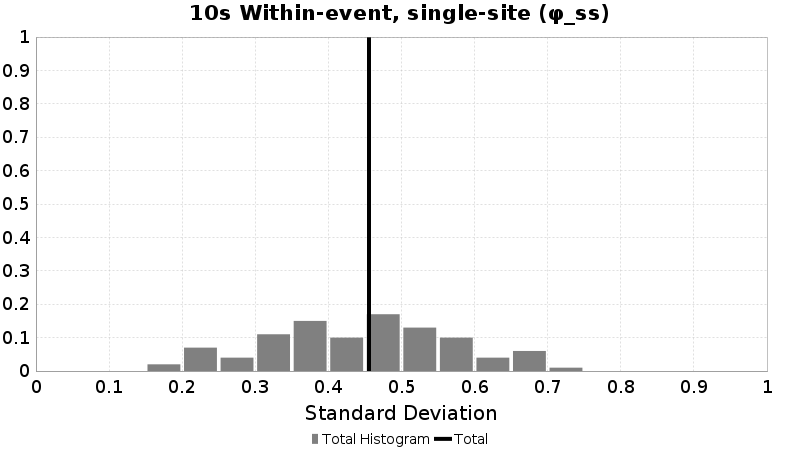 10s Within-event, single-site (φ_ss)
1
0.9
0.8
0.7
0.6
0.5
0.4
0.3
0.2
0.1
0
0 0.1 0.2 0.3 0.4 0.5 0.6 0.7 0.8 0.9 1
Standard Deviation
Total Histogram Total